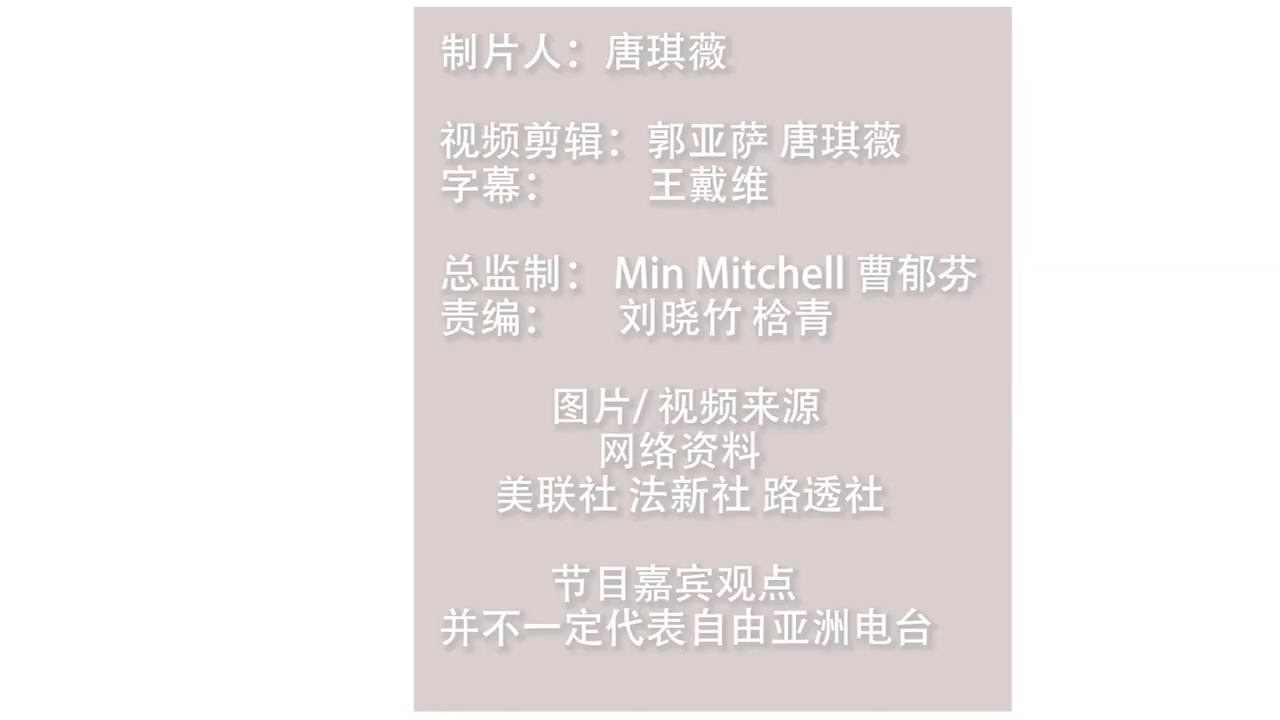 制片人：唐琪薇
视频剪辑：郭亚萨 唐琪薇
字幕： 王戴维
总监制： Min Mitchell 曹郁芬
责编： 刘晓竹 梒青
图片/ 视频来源
网络资料
美联社 法新社 路透社
节目嘉宾观点
并不一定代表自由亚洲电台